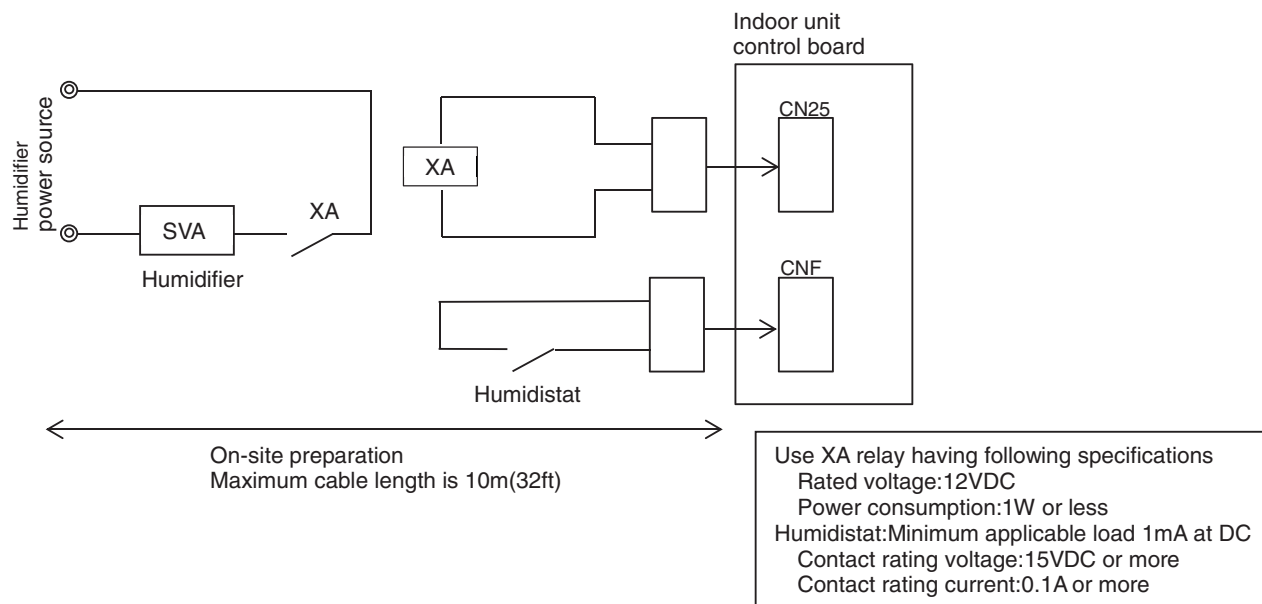 Indoor unit
control board
Humidifier
power source
CN25
XA
XA
SVA
Humidifier
CNF
Humidistat
On-site preparation
Maximum cable length is 10m(32ft)
Use XA relay having following specifications
Rated voltage:12VDC
Power consumption:1W or less
Humidistat:Minimum applicable load 1mA at DC
Contact rating voltage:15VDC or more
Contact rating current:0.1A or more